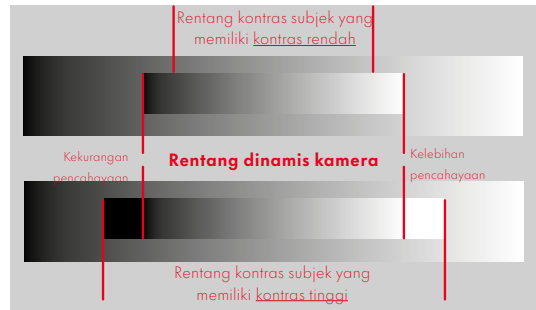 Rentang kontras subjek yang
memiliki kontras rendah
Kekurangan
pencahayaan
Rentang dinamis kamera
Kelebihan
pencahayaan
Rentang kontras subjek yang
memiliki kontras tinggi